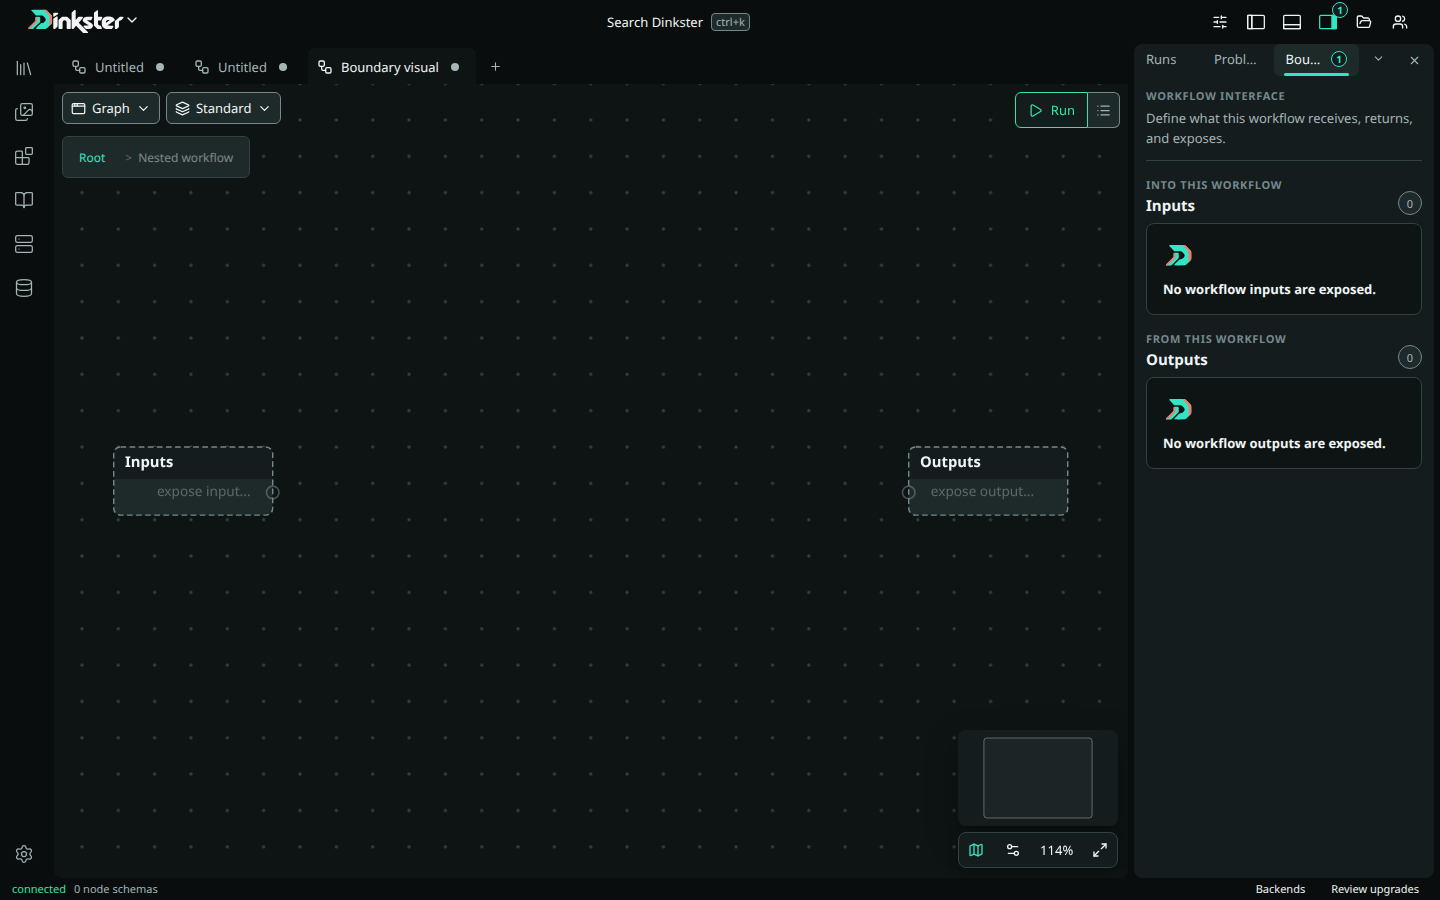 Dinkster
Search Dinkster ctrl+k
1
Untitled
Untitled
Boundary visual
+
Runs
Probl...
Bou... 1
Graph
Standard
Run
Root > Nested workflow
WORKFLOW INTERFACE
Define what this workflow receives, returns,
and exposes.
INTO THIS WORKFLOW
Inputs 0
No workflow inputs are exposed.
FROM THIS WORKFLOW
Outputs 0
No workflow outputs are exposed.
Inputs
expose input...
Outputs
expose output...
114%
connected 0 node schemas
Backends
Review upgrades